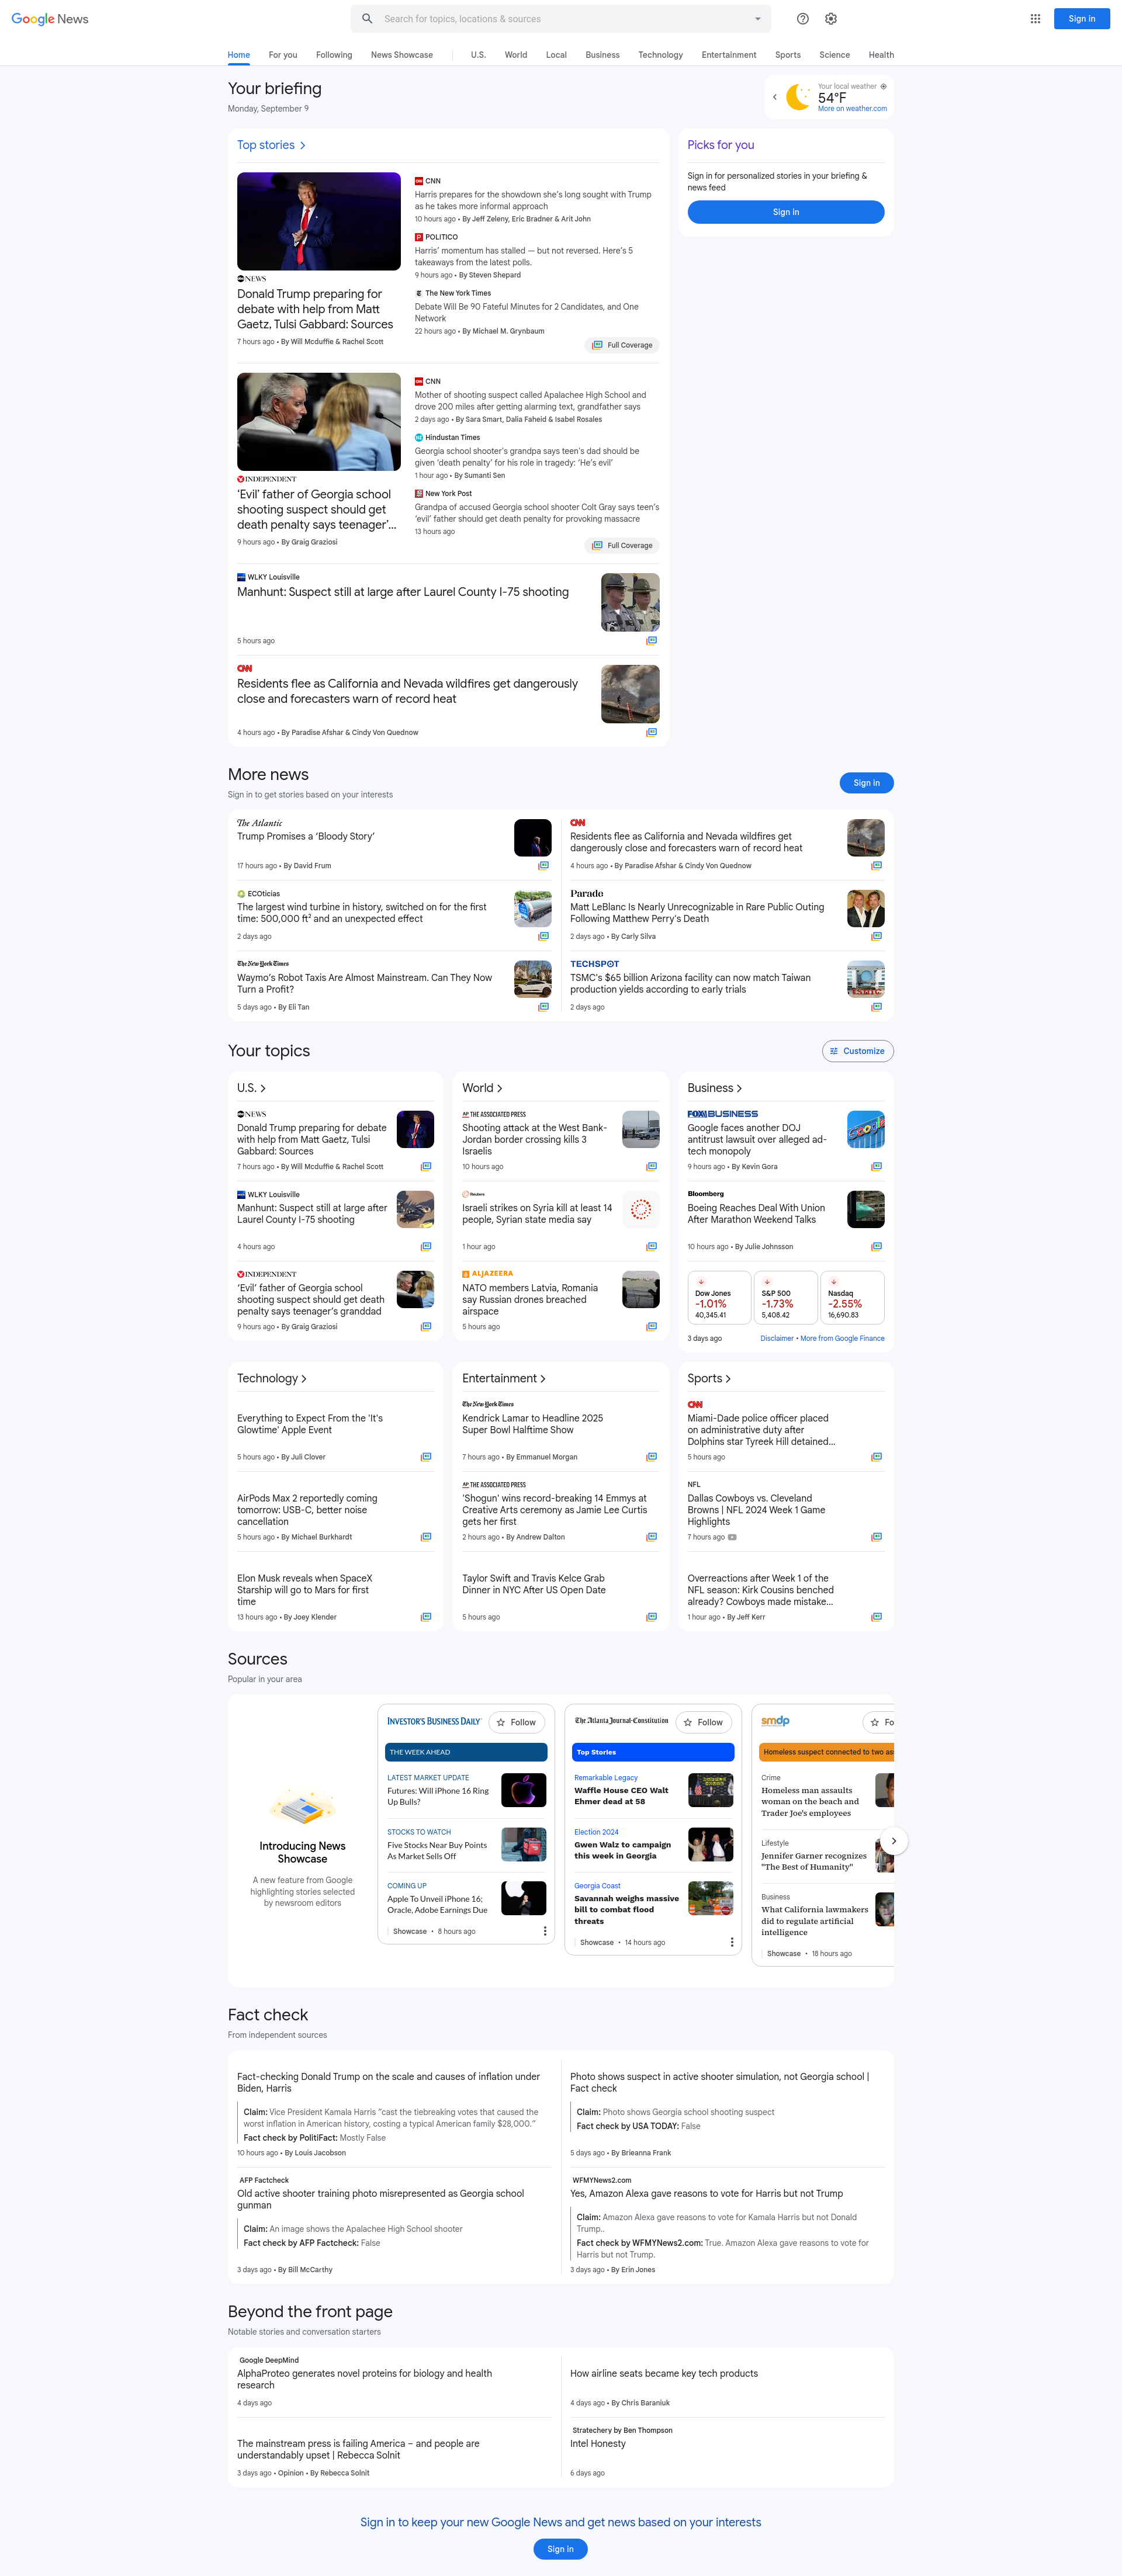 Google News
Search for topics, locations & sources
Sign in
Home
For you
Following
News Showcase
U.S.
World
Local
Business
Technology
Entertainment
Sports
Science
Health
Your briefing
Monday, September 9
Your local weather
54°F
More on weather.com
Top stories
NEWS
Donald Trump preparing for
debate with help from Matt
Gaetz, Tulsi Gabbard: Sources
7 hours ago • By Will Mcduffie & Rachel Scott
CNN
Harris prepares for the showdown she's long sought with Trump
as he takes more informal approach
10 hours ago • By Jeff Zeleny, Eric Bradner & Arit John
POLITICO
Harris' momentum has stalled — but not reversed. Here's 5
takeaways from the latest polls.
9 hours ago • By Steven Shepard
The New York Times
Debate Will Be 90 Fateful Minutes for 2 Candidates, and One
Network
22 hours ago • By Michael M. Grynbaum
Full Coverage
INDEPENDENT
'Evil' father of Georgia school
shooting suspect should get
death penalty says teenager'...
9 hours ago • By Graig Graziosi
CNN
Mother of shooting suspect called Apalachee High School and
drove 200 miles after getting alarming text, grandfather says
2 days ago • By Sara Smart, Dalia Faheid & Isabel Rosales
Hindustan Times
Georgia school shooter's grandpa says teen's dad should be
given 'death penalty' for his role in tragedy: 'He's evil'
1 hour ago • By Sumanti Sen
New York Post
Grandpa of accused Georgia school shooter Colt Gray says teen's
'evil' father should get death penalty for provoking massacre
13 hours ago
Full Coverage
WLKY Louisville
Manhunt: Suspect still at large after Laurel County I-75 shooting
5 hours ago
CNN
Residents flee as California and Nevada wildfires get dangerously
close and forecasters warn of record heat
4 hours ago • By Paradise Afshar & Cindy Von Quednow
Picks for you
Sign in for personalized stories in your briefing &
news feed
Sign in
More news
Sign in to get stories based on your interests
Sign in
The Atlantic
Trump Promises a 'Bloody Story'
17 hours ago • By David Frum
CNN
Residents flee as California and Nevada wildfires get
dangerously close and forecasters warn of record heat
4 hours ago • By Paradise Afshar & Cindy Von Quednow
ECOticias
The largest wind turbine in history, switched on for the first
time: 500,000 ft² and an unexpected effect
2 days ago
Parade
Matt LeBlanc Is Nearly Unrecognizable in Rare Public Outing
Following Matthew Perry's Death
2 days ago • By Carly Silva
The New York Times
Waymo's Robot Taxis Are Almost Mainstream. Can They Now
Turn a Profit?
5 days ago • By Eli Tan
TECHSPOT
TSMC's $65 billion Arizona facility can now match Taiwan
production yields according to early trials
2 days ago
Your topics
Customize
U.S.
NEWS
Donald Trump preparing for debate
with help from Matt Gaetz, Tulsi
Gabbard: Sources
7 hours ago • By Will Mcduffie & Rachel Scott
WLKY Louisville
Manhunt: Suspect still at large after
Laurel County I-75 shooting
4 hours ago
INDEPENDENT
'Evil' father of Georgia school
shooting suspect should get death
penalty says teenager's granddad
9 hours ago • By Graig Graziosi
World
AP THE ASSOCIATED PRESS
Shooting attack at the West Bank-
Jordan border crossing kills 3
Israelis
10 hours ago
Reuters
Israeli strikes on Syria kill at least 14
people, Syrian state media say
1 hour ago
ALJAZEERA
NATO members Latvia, Romania
say Russian drones breached
airspace
5 hours ago
Business
FOX BUSINESS
Google faces another DOJ
antitrust lawsuit over alleged ad-
tech monopoly
9 hours ago • By Kevin Gora
Bloomberg
Boeing Reaches Deal With Union
After Marathon Weekend Talks
10 hours ago • By Julie Johnsson
Dow Jones
-1.01%
40,345.41
S&P 500
-1.73%
5,408.42
Nasdaq
-2.55%
16,690.83
3 days ago
Disclaimer • More from Google Finance
Technology
Everything to Expect From the 'It's
Glowtime' Apple Event
5 hours ago • By Juli Clover
AirPods Max 2 reportedly coming
tomorrow: USB-C, better noise
cancellation
5 hours ago • By Michael Burkhardt
Elon Musk reveals when SpaceX
Starship will go to Mars for first
time
13 hours ago • By Joey Klender
Entertainment
The New York Times
Kendrick Lamar to Headline 2025
Super Bowl Halftime Show
7 hours ago • By Emmanuel Morgan
AP THE ASSOCIATED PRESS
'Shogun' wins record-breaking 14 Emmys at
Creative Arts ceremony as Jamie Lee Curtis
gets her first
2 hours ago • By Andrew Dalton
Taylor Swift and Travis Kelce Grab
Dinner in NYC After US Open Date
5 hours ago
Sports
CNN
Miami-Dade police officer placed
on administrative duty after
Dolphins star Tyreek Hill detained...
5 hours ago
NFL
Dallas Cowboys vs. Cleveland
Browns | NFL 2024 Week 1 Game
Highlights
7 hours ago
Overreactions after Week 1 of the
NFL season: Kirk Cousins benched
already? Cowboys made mistake...
1 hour ago • By Jeff Kerr
Sources
Popular in your area
Introducing News
Showcase
A new feature from Google
highlighting stories selected
by newsroom editors
INVESTOR'S BUSINESS DAILY
Follow
THE WEEK AHEAD
LATEST MARKET UPDATE
Futures: Will iPhone 16 Ring
Up Bulls?
STOCKS TO WATCH
Five Stocks Near Buy Points
As Market Sells Off
COMING UP
Apple To Unveil iPhone 16;
Oracle, Adobe Earnings Due
Showcase • 8 hours ago
The Atlanta Journal-Constitution
Follow
Top Stories
Remarkable Legacy
Waffle House CEO Walt
Ehmer dead at 58
Election 2024
Gwen Walz to campaign
this week in Georgia
Georgia Coast
Savannah weighs massive
bill to combat flood
threats
Showcase • 14 hours ago
smdp
Fo
Homeless suspect connected to two ass
Crime
Homeless man assaults
woman on the beach and
Trader Joe's employees
Lifestyle
Jennifer Garner recognizes
"The Best of Humanity"
Business
What California lawmakers
did to regulate artificial
intelligence
Showcase • 18 hours ago
Fact check
From independent sources
Fact-checking Donald Trump on the scale and causes of inflation under
Biden, Harris
Claim: Vice President Kamala Harris "cast the tiebreaking votes that caused the
worst inflation in American history, costing a typical American family $28,000."
Fact check by PolitiFact: Mostly False
10 hours ago • By Louis Jacobson
Photo shows suspect in active shooter simulation, not Georgia school |
Fact check
Claim: Photo shows Georgia school shooting suspect
Fact check by USA TODAY: False
5 days ago • By Brieanna Frank
AFP Factcheck
Old active shooter training photo misrepresented as Georgia school
gunman
Claim: An image shows the Apalachee High School shooter
Fact check by AFP Factcheck: False
3 days ago • By Bill McCarthy
WFMYNews2.com
Yes, Amazon Alexa gave reasons to vote for Harris but not Trump
Claim: Amazon Alexa gave reasons to vote for Kamala Harris but not Donald
Trump..
Fact check by WFMYNews2.com: True. Amazon Alexa gave reasons to vote for
Harris but not Trump.
3 days ago • By Erin Jones
Beyond the front page
Notable stories and conversation starters
Google DeepMind
AlphaProteo generates novel proteins for biology and health
research
4 days ago
How airline seats became key tech products
4 days ago • By Chris Baraniuk
The mainstream press is failing America – and people are
understandably upset | Rebecca Solnit
3 days ago • Opinion • By Rebecca Solnit
Stratechery by Ben Thompson
Intel Honesty
6 days ago
Sign in to keep your new Google News and get news based on your interests
Sign in